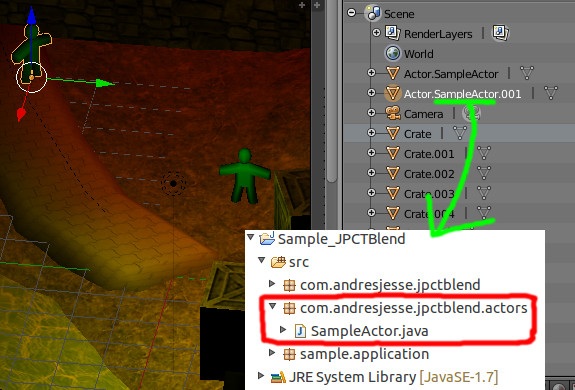 Scene
RenderLayers
World
Actor.SampleActor
Actor.SampleActor.001
Camera
Crate
Crate.001
Crate.002
Crate.003
Crate.004
Sample_JPCTBlend
src
com.andresjesse.jpctblend
com.andresjesse.jpctblend.actors
SampleActor.java
sample.application
JRE System Library [JavaSE-1.7]